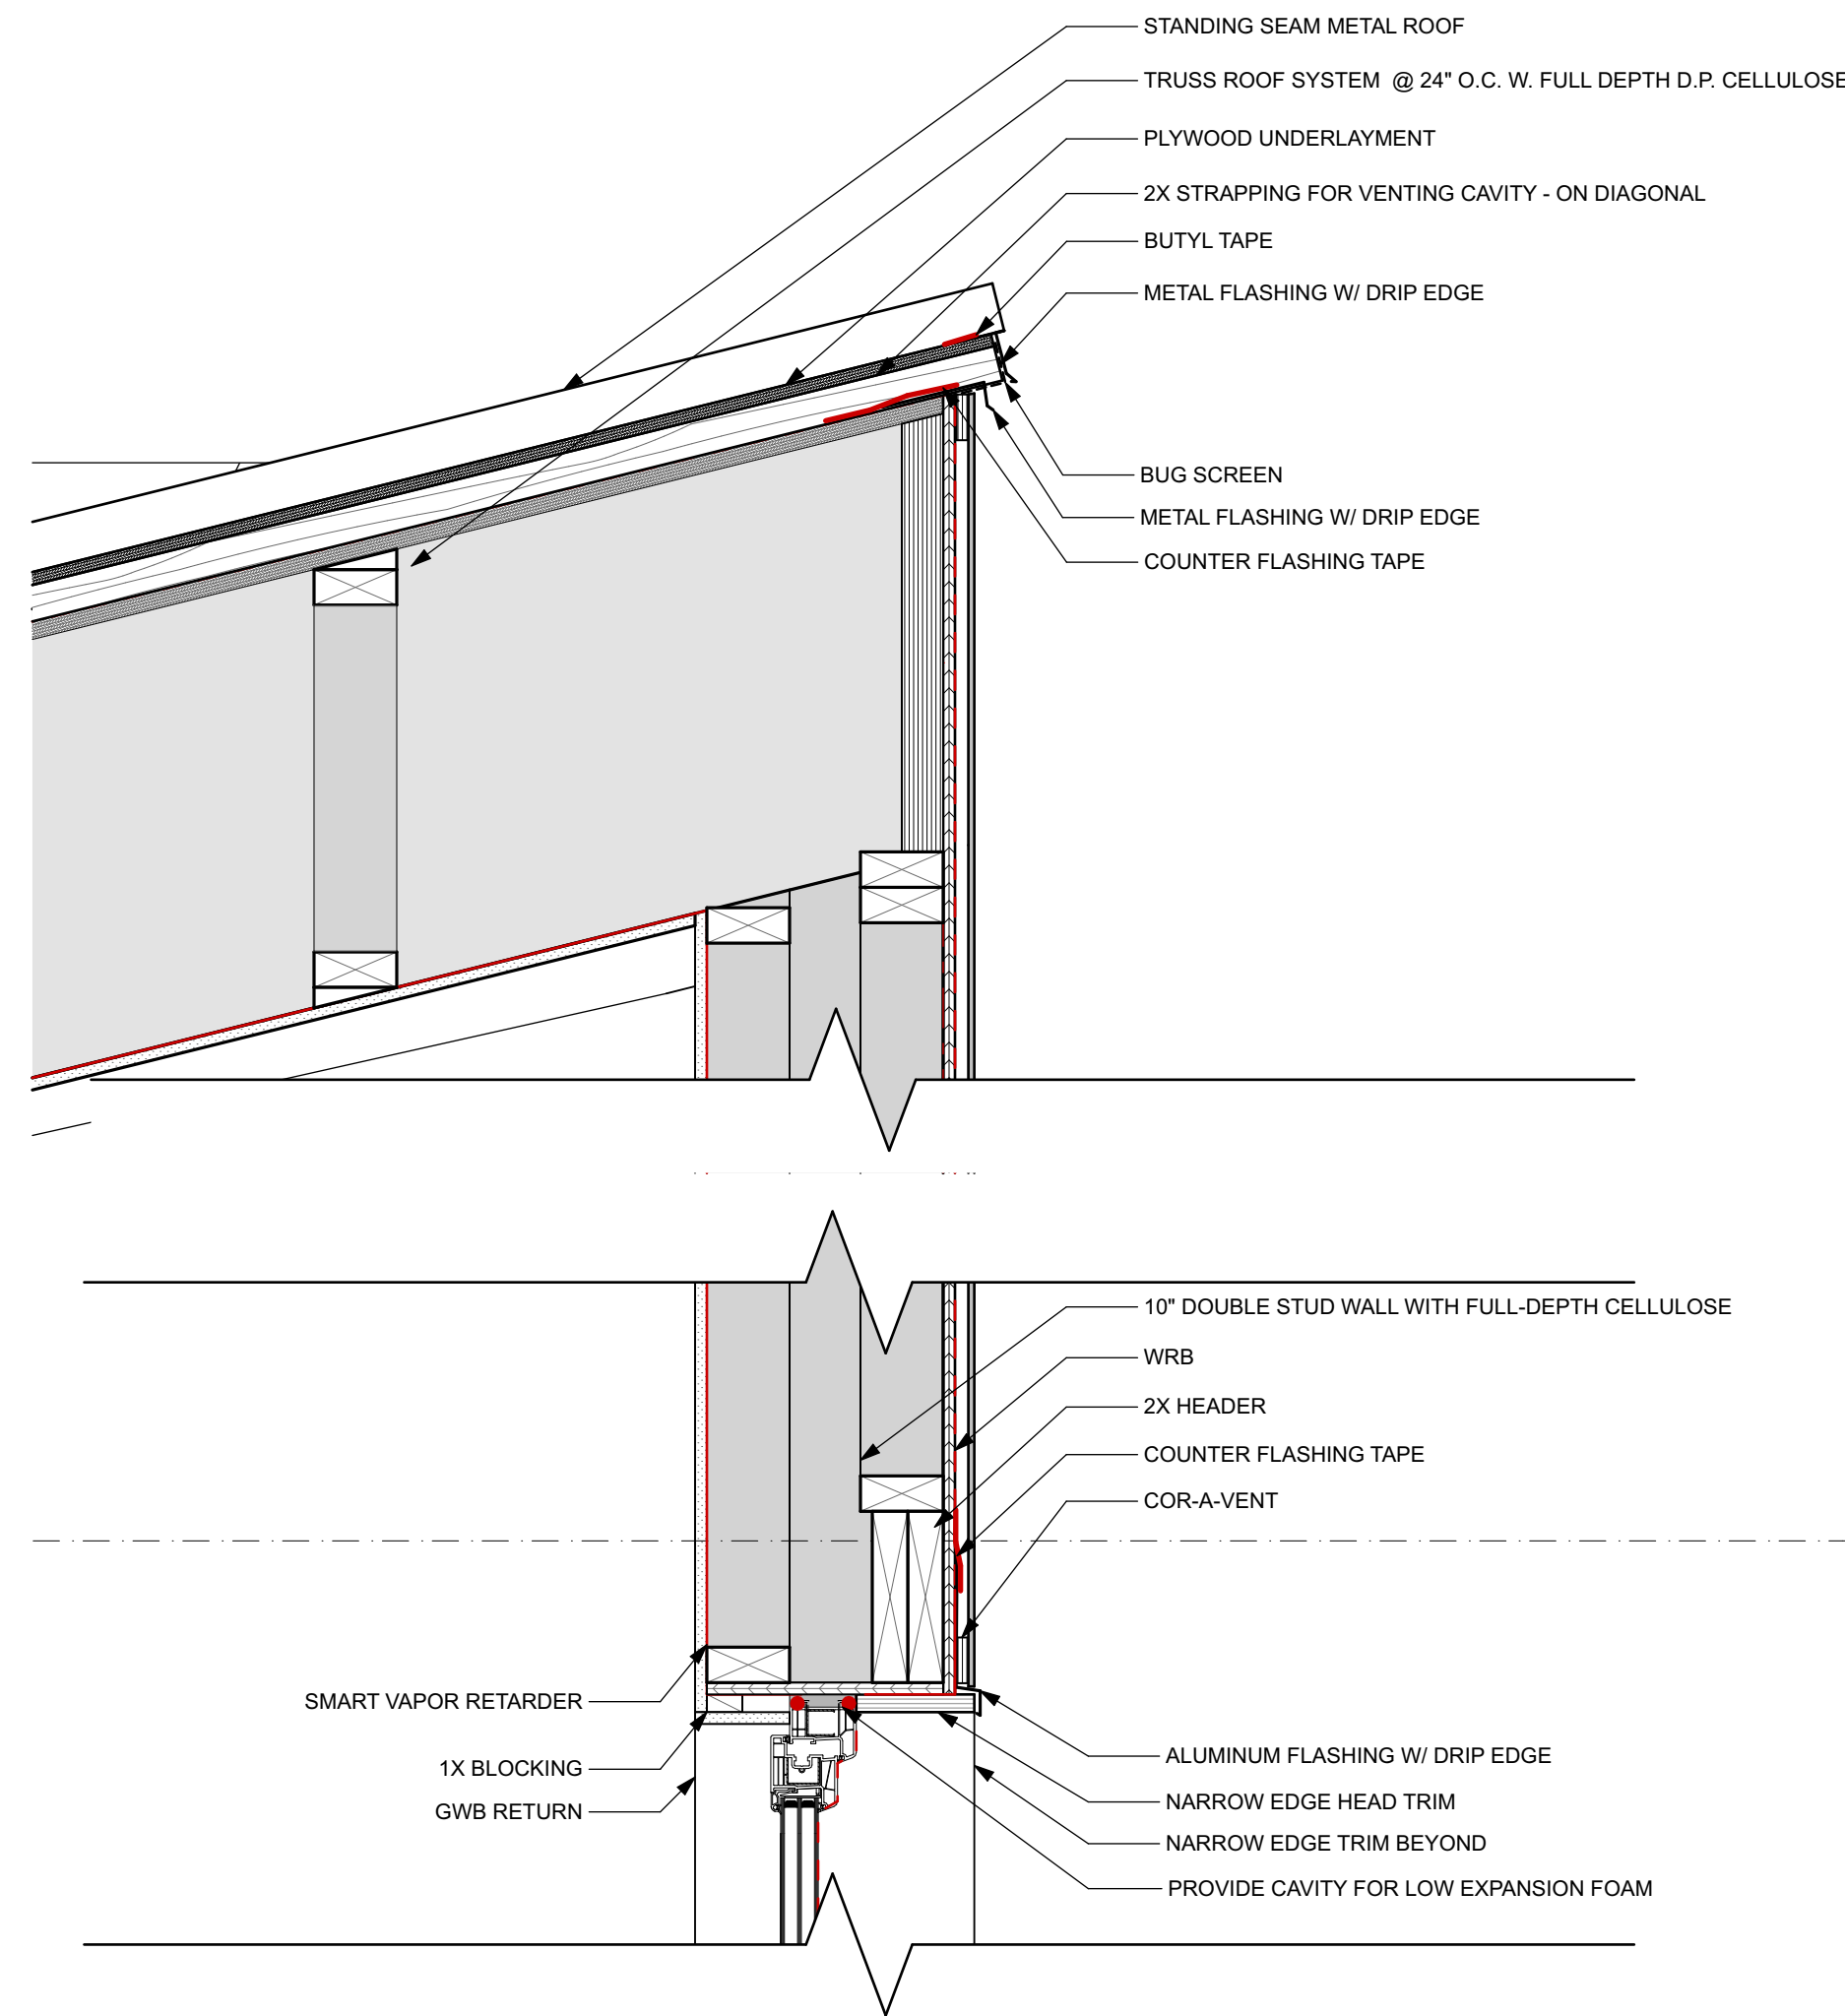 STANDING SEAM METAL ROOF
TRUSS ROOF SYSTEM @ 24" O.C. W. FULL DEPTH D.P. CELLULOSE
PLYWOOD UNDERLAYMENT
2X STRAPPING FOR VENTING CAVITY - ON DIAGONAL
BUTYL TAPE
METAL FLASHING W/ DRIP EDGE
BUG SCREEN
METAL FLASHING W/ DRIP EDGE
COUNTER FLASHING TAPE
10" DOUBLE STUD WALL WITH FULL-DEPTH CELLULOSE
WRB
2X HEADER
COUNTER FLASHING TAPE
COR-A-VENT
SMART VAPOR RETARDER
1X BLOCKING
GWB RETURN
ALUMINUM FLASHING W/ DRIP EDGE
NARROW EDGE HEAD TRIM
NARROW EDGE TRIM BEYOND
PROVIDE CAVITY FOR LOW EXPANSION FOAM